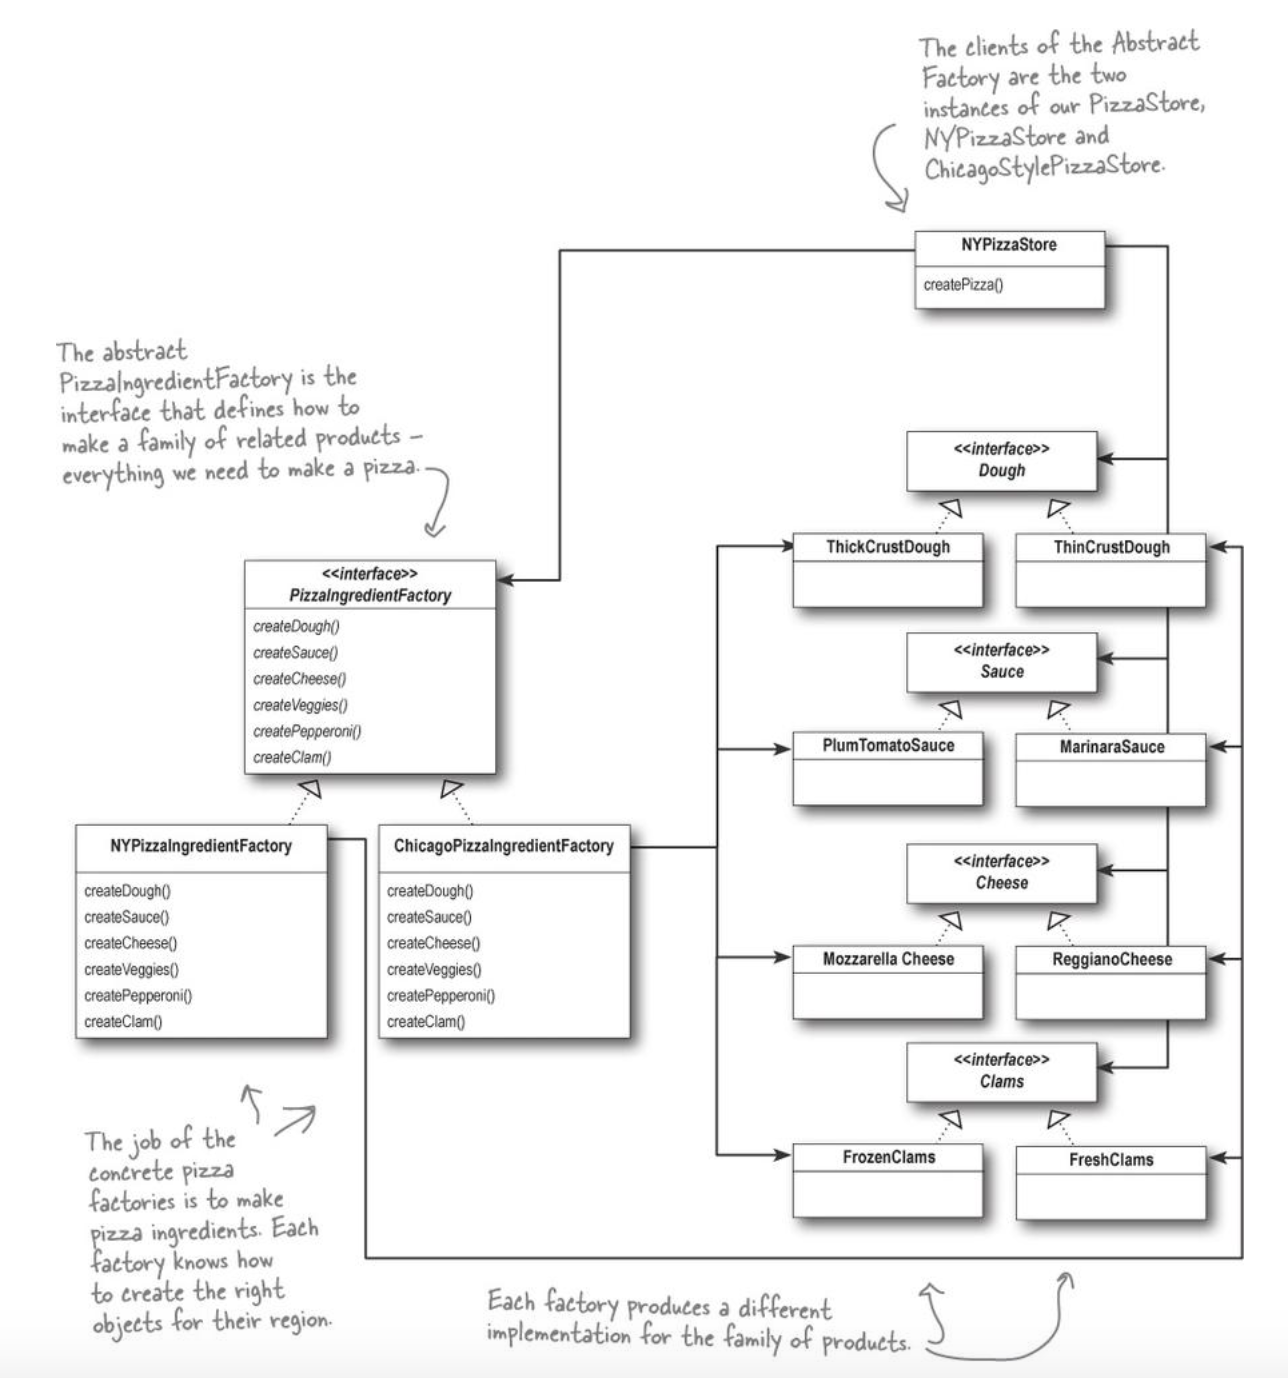 The clients of the Abstract
Factory are the two
instances of our PizzaStore,
NYPizzaStore and
ChicagoStylePizzaStore.
NYPizzaStore
createPizza()
The abstract
PizzaIngredientFactory is the
interface that defines how to
make a family of related products –
everything we need to make a pizza.
<<interface>>
PizzaIngredientFactory
createDough()
createSauce()
createCheese()
createVeggies()
createPepperoni()
createClam()
NYPizzaIngredientFactory
createDough()
createSauce()
createCheese()
createVeggies()
createPepperoni()
createClam()
ChicagoPizzaIngredientFactory
createDough()
createSauce()
createCheese()
createVeggies()
createPepperoni()
createClam()
<<interface>>
Dough
ThickCrustDough
ThinCrustDough
<<interface>>
Sauce
PlumTomatoSauce
MarinaraSauce
<<interface>>
Cheese
Mozzarella Cheese
ReggianoCheese
<<interface>>
Clams
FrozenClams
FreshClams
The job of the
concrete pizza
factories is to make
pizza ingredients. Each
factory knows how
to create the right
objects for their region.
Each factory produces a different
implementation for the family of products.